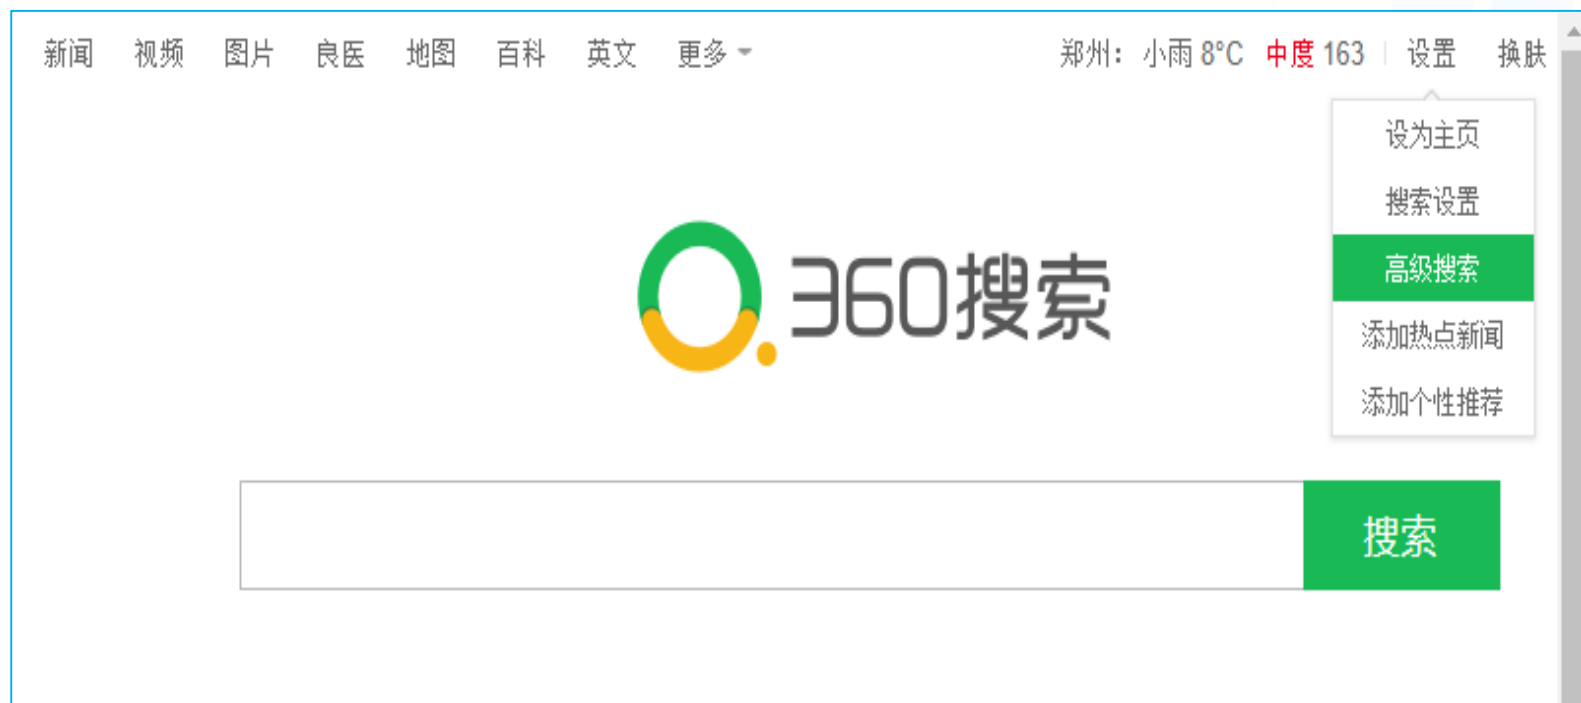 新闻 视频 图片 良医 地图 百科 英文 更多 郑州：小雨 8°C 中度 163 设置 换肤
设为主页
搜索设置
高级搜索
添加热点新闻
添加个性推荐
360搜索
搜索